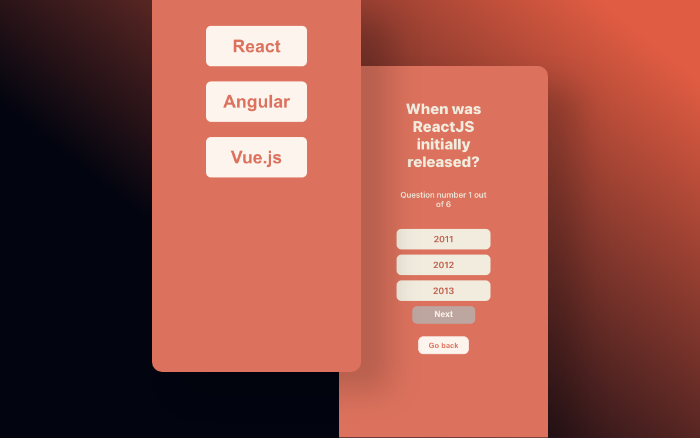 React
Angular
Vue.js
When was
ReactJS
initially
released?
Question number 1 out
of 6
2011
2012
2013
Next
Go back